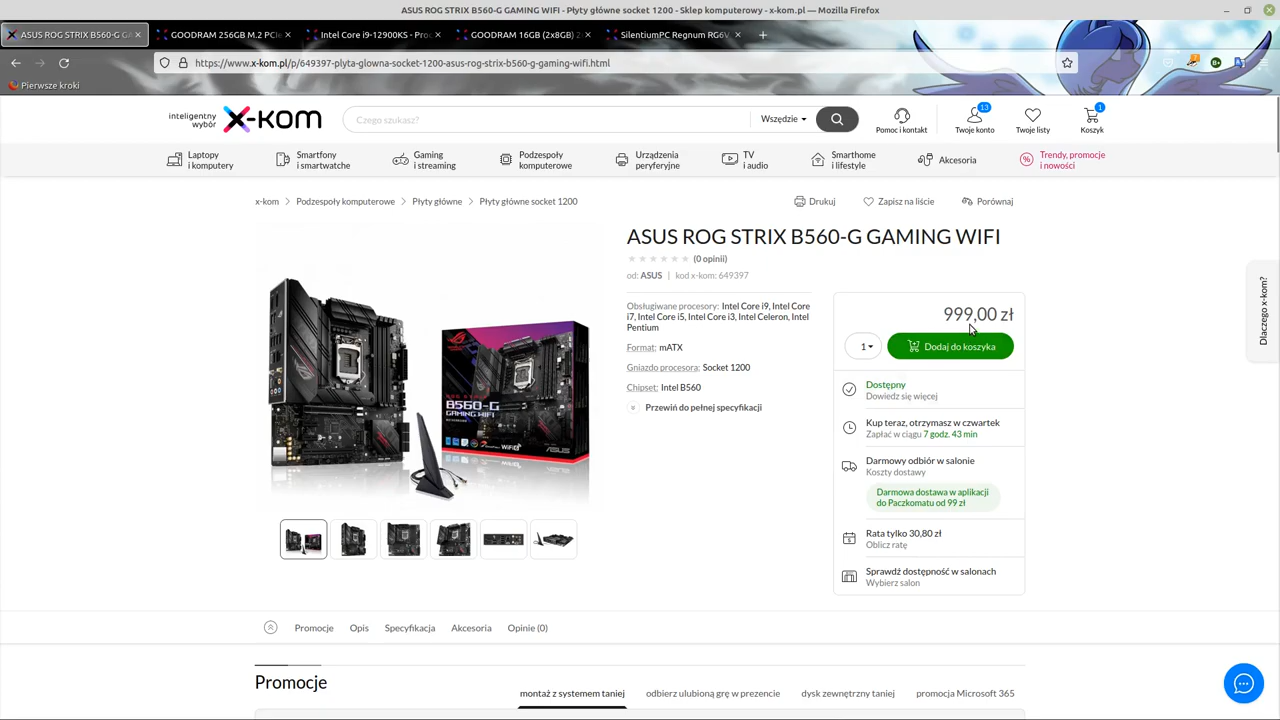 ASUS ROG STRIX B560-G GAMING WIFI - Płyty główne socket 1200 - Sklep komputerowy - x-kom.pl — Mozilla Firefox
ASUS ROG STRIX B560-G GA
GOODRAM 256GB M.2 PCIe
Intel Core i9-12900KS - Proc
GOODRAM 16GB (2x8GB) 2
SilentiumPC Regnum RG6V
https://www.x-kom.pl/p/649397-plyta-glowna-socket-1200-asus-rog-strix-b560-g-gaming-wifi.html
Pierwsze kroki
inteligentny wybór
x-kom
Czego szukasz?
Wszędzie
Pomoc i kontakt
13
Twoje konto
Twoje listy
1
Koszyk
Laptopy i komputery
Smartfony i smartwatche
Gaming i streaming
Podzespoły komputerowe
Urządzenia peryferyjne
TV i audio
Smarthome i lifestyle
Akcesoria
Trendy, promocje i nowości
x-kom > Podzespoły komputerowe > Płyty główne > Płyty główne socket 1200
Drukuj
Zapisz na liście
Porównaj
ASUS ROG STRIX B560-G GAMING WIFI
(0 opinii)
od: ASUS | kod x-kom: 649397
Obsługiwane procesory: Intel Core i9, Intel Core
i7, Intel Core i5, Intel Core i3, Intel Celeron, Intel
Pentium
Format: mATX
Gniazdo procesora: Socket 1200
Chipset: Intel B560
Przewiń do pełnej specyfikacji
999,00 zł
1
Dodaj do koszyka
Dostępny
Dowiedz się więcej
Kup teraz, otrzymasz w czwartek
Zapłać w ciągu 7 godz. 43 min
Darmowy odbiór w salonie
Koszty dostawy
Darmowa dostawa w aplikacji
do Paczkomatu od 99 zł
Rata tylko 30,80 zł
Oblicz ratę
Sprawdź dostępność w salonach
Wybierz salon
Dlaczego x-kom?
B560-G
GAMING WIFI
ASUS
Promocje
Opis
Specyfikacja
Akcesoria
Opinie (0)
Promocje
montaż z systemem taniej
odbierz ulubioną grę w prezencie
dysk zewnętrzny taniej
promocja Microsoft 365